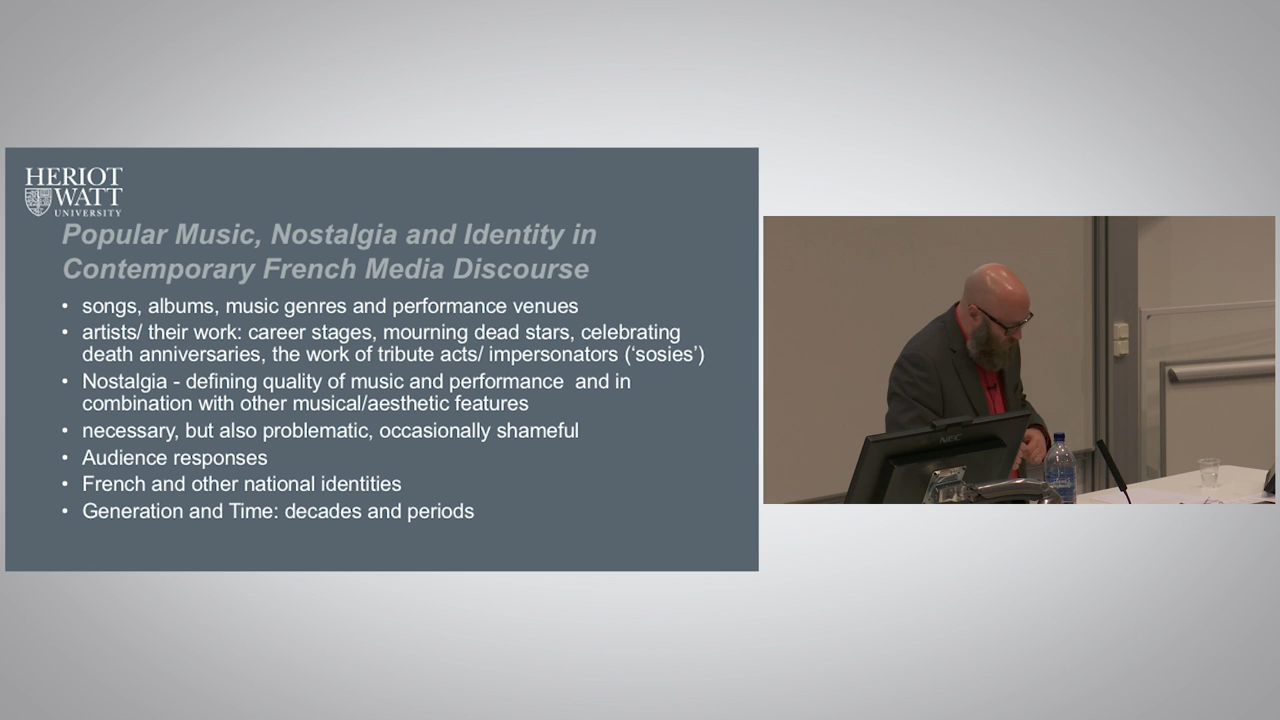 HERIOT
WATT
UNIVERSITY
Popular Music, Nostalgia and Identity in
Contemporary French Media Discourse
• songs, albums, music genres and performance venues
• artists/ their work: career stages, mourning dead stars, celebrating
death anniversaries, the work of tribute acts/ impersonators (‘sosies’)
• Nostalgia - defining quality of music and performance and in
combination with other musical/aesthetic features
• necessary, but also problematic, occasionally shameful
• Audience responses
• French and other national identities
• Generation and Time: decades and periods
NEC